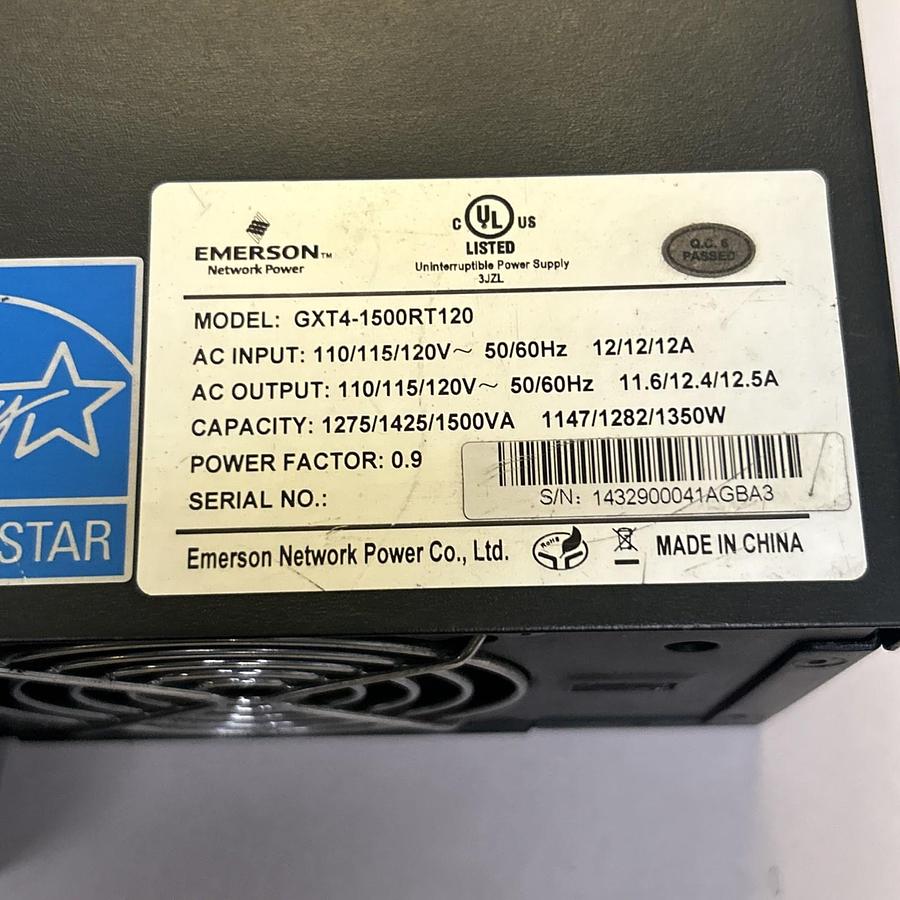 EMERSON™
Network Power
C UL US
LISTED
Uninterruptible Power Supply
3JZL
Q.C. 6
PASSED
MODEL: GXT4-1500RT120
AC INPUT: 110/115/120V～ 50/60Hz 12/12/12A
AC OUTPUT: 110/115/120V～ 50/60Hz 11.6/12.4/12.5A
CAPACITY: 1275/1425/1500VA 1147/1282/1350W
POWER FACTOR: 0.9
SERIAL NO.:
S/N: 1432900041AGBA3
Emerson Network Power Co., Ltd.
RoHS
MADE IN CHINA
STAR